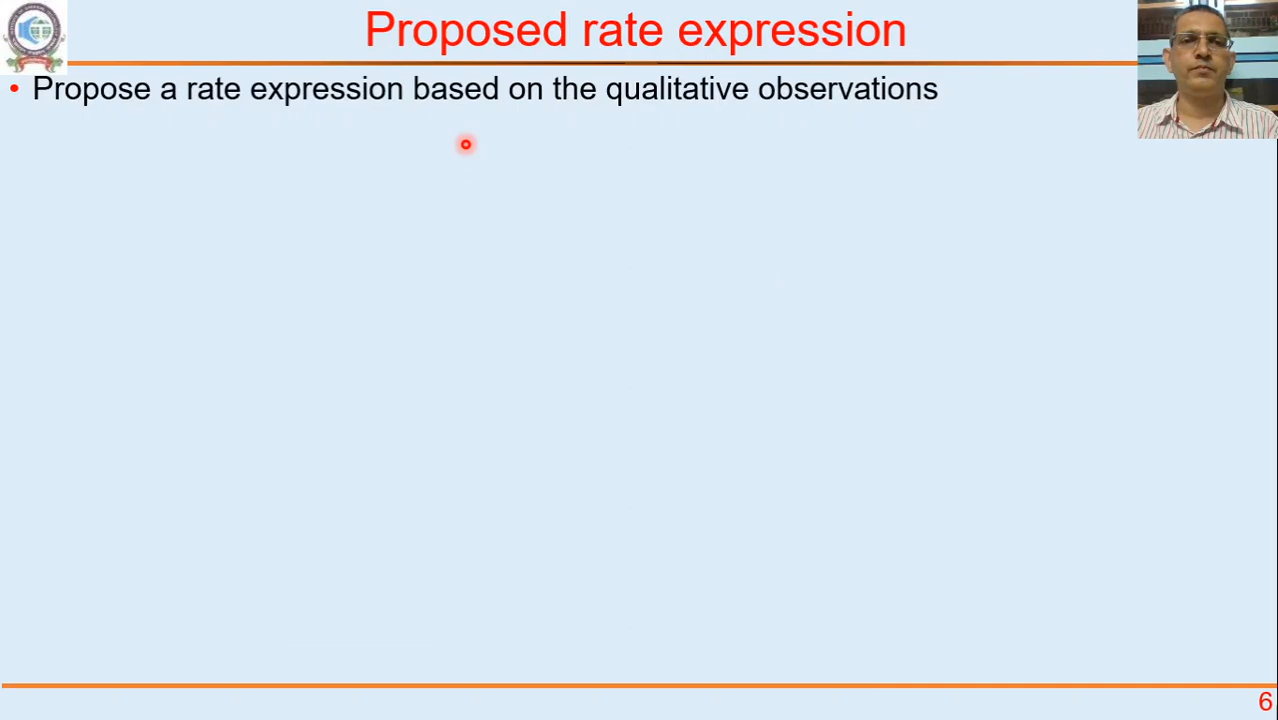 Proposed rate expression
• Propose a rate expression based on the qualitative observations
6